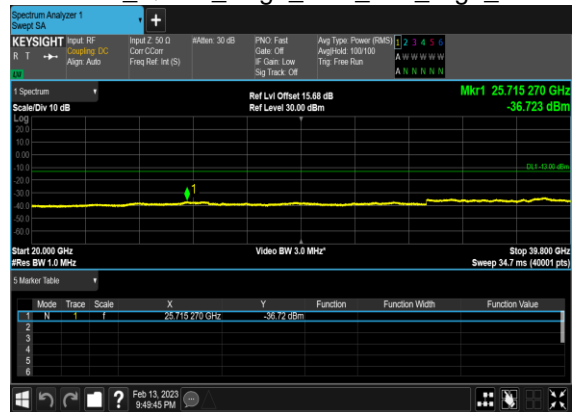 Spectrum Analyzer 1
Swept SA
KEYSIGHT Input: RF Input Z: 50 Ω #Atten: 30 dB PNO: Fast Avg Type: Power (RMS) 1 2 3 4 5 6
R T Coupling: DC Corr CCorr Gate: Off Avg|Hold: 100/100 A W W W W W
Align: Auto Freq Ref: Int (S) IF Gain: Low Trig: Free Run
Sig Track: Off A N N N N N
LW
1 Spectrum Ref Lvl Offset 15.68 dB Mkr1 25.715 270 GHz
Scale/Div 10 dB Ref Level 30.00 dBm -36.723 dBm
Log
20.0
10.0
0.00
-10.0 DL1 -13.00 dBm
-20.0
-30.0 1
-40.0
-50.0
-60.0
Start 20.000 GHz Video BW 3.0 MHz* Stop 39.800 GHz
#Res BW 1.0 MHz Sweep 34.7 ms (40001 pts)
5 Marker Table
Mode Trace Scale X Y Function Function Width Function Value
1 N 1 f 25.715 270 GHz -36.72 dBm
2
3
4
5
6
Feb 13, 2023
9:49:45 PM